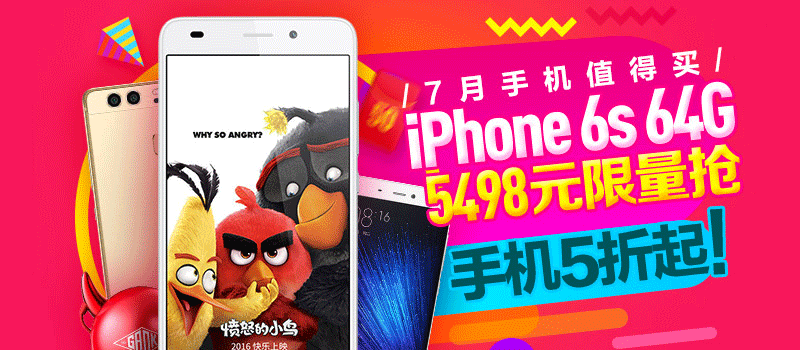 /7月手机值得买/
iPhone 6s 64G
5498元限量抢
手机5折起!
WHY SO ANGRY?
愤怒的小鸟
2016 快乐上映